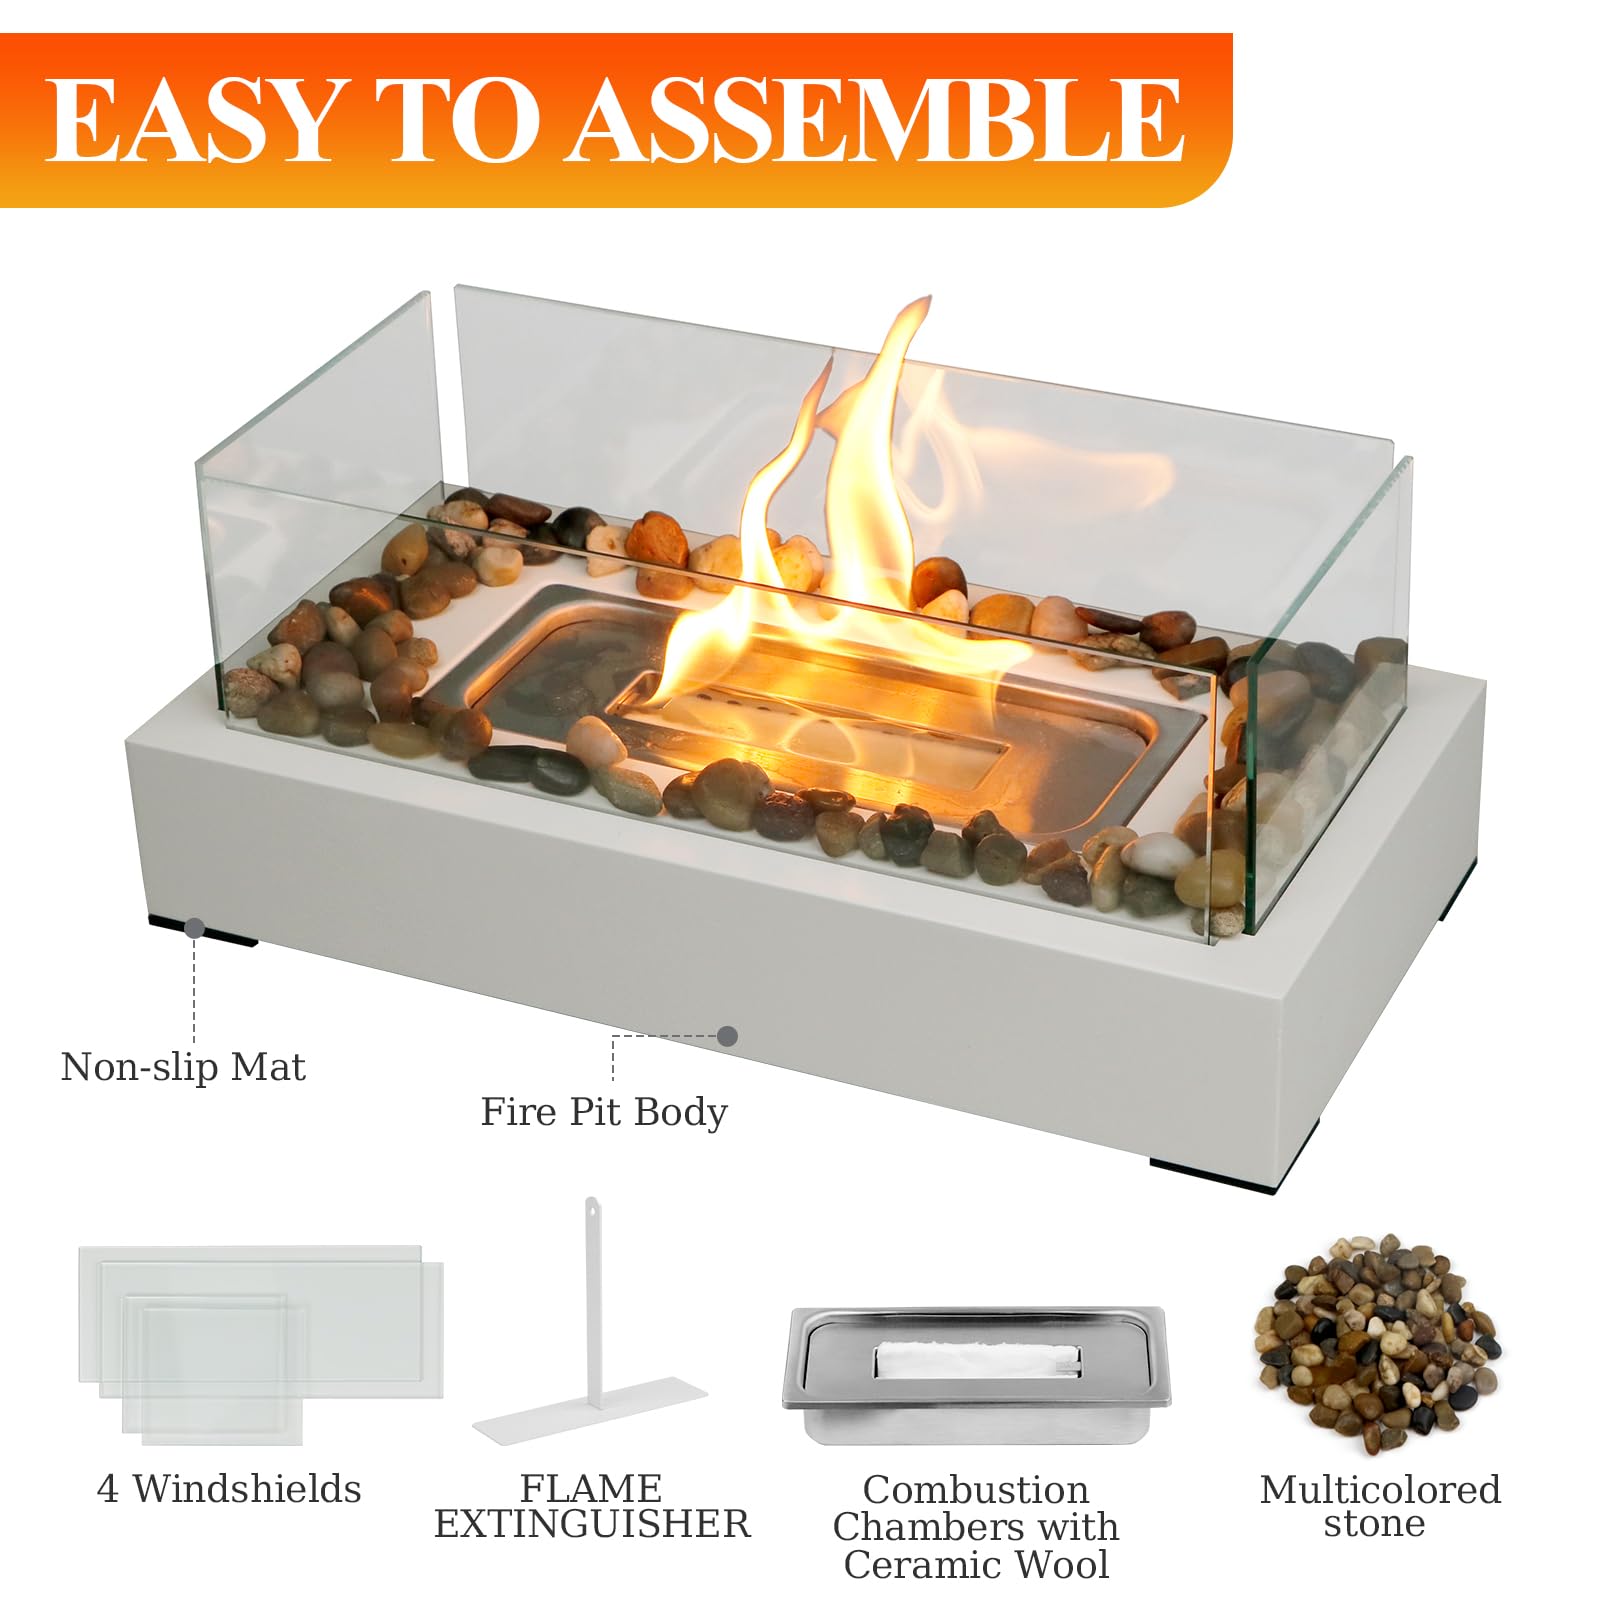 EASY TO ASSEMBLE
Non-slip Mat
Fire Pit Body
4 Windshields
FLAME
EXTINGUISHER
Combustion
Chambers with
Ceramic Wool
Multicolored
stone